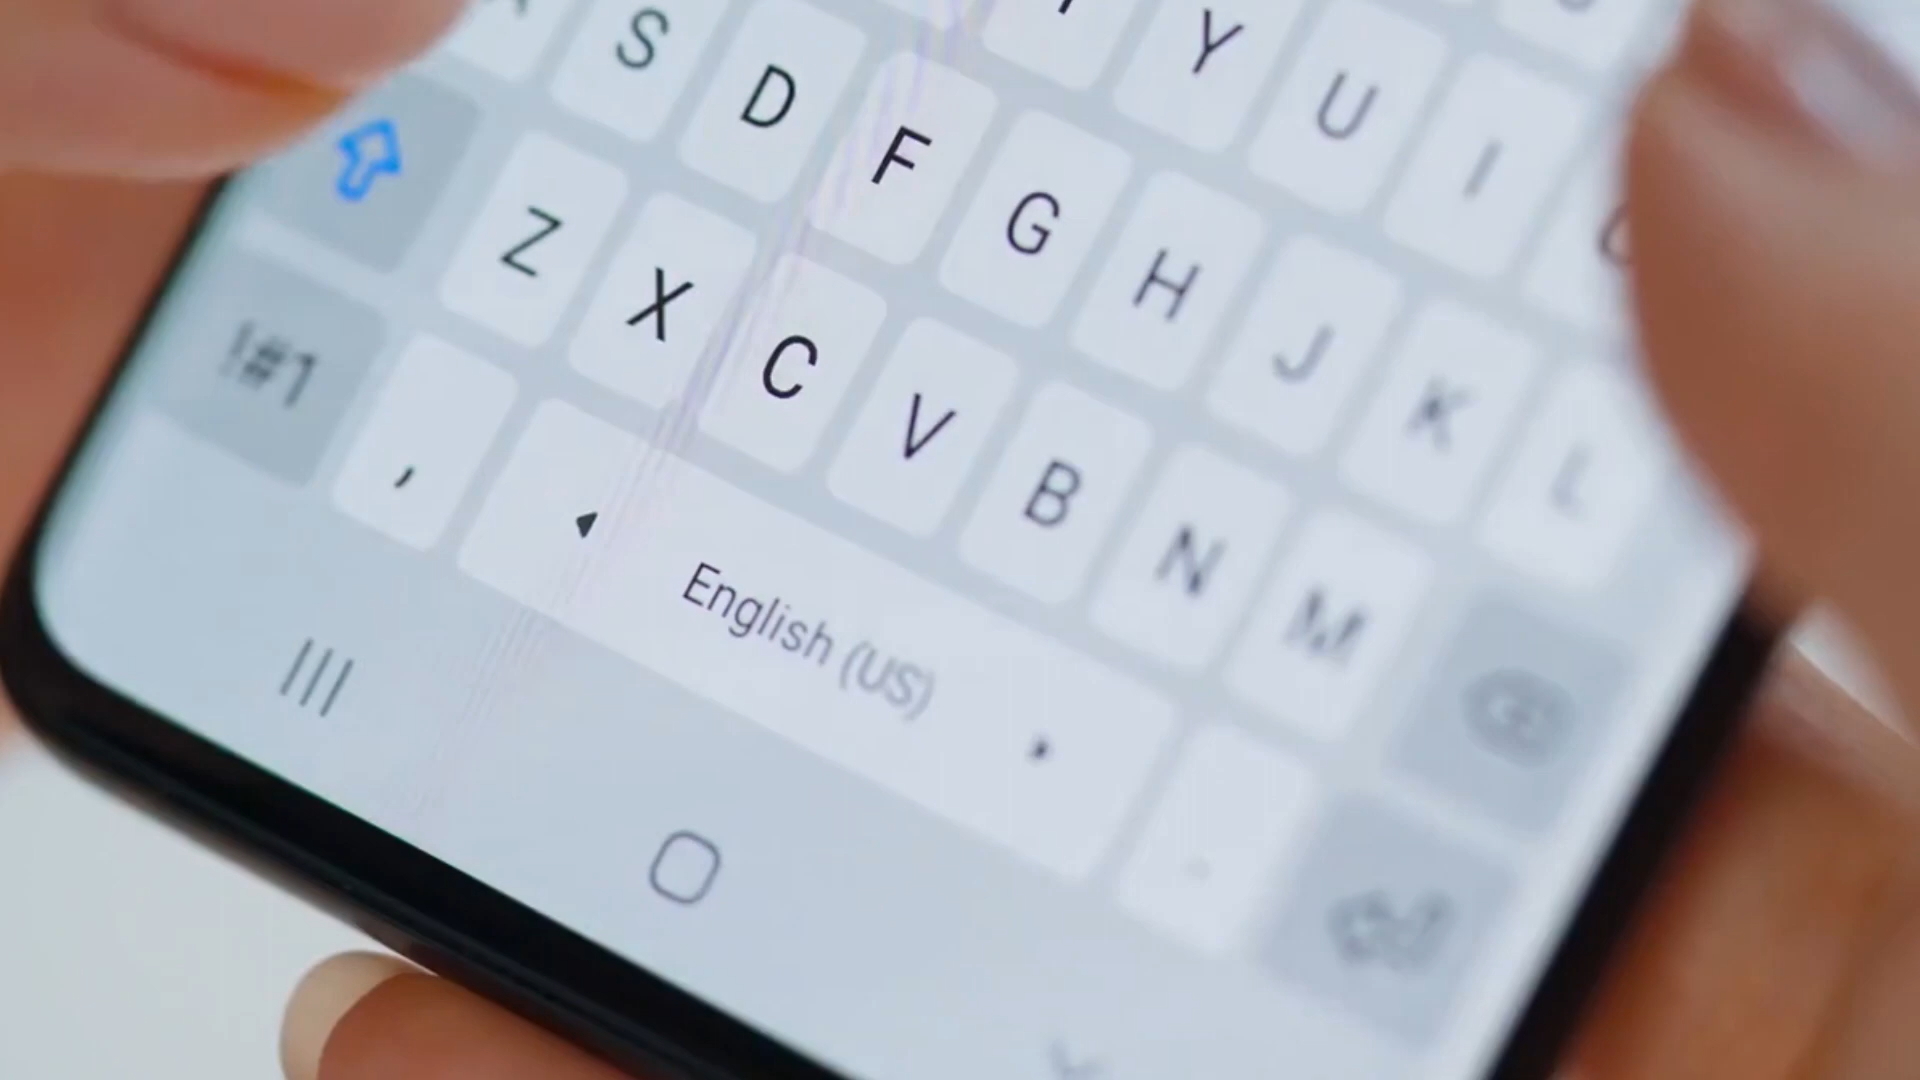 Y U I
S D F G H J K L
Z X C V B N M
!#1 , English (US) .